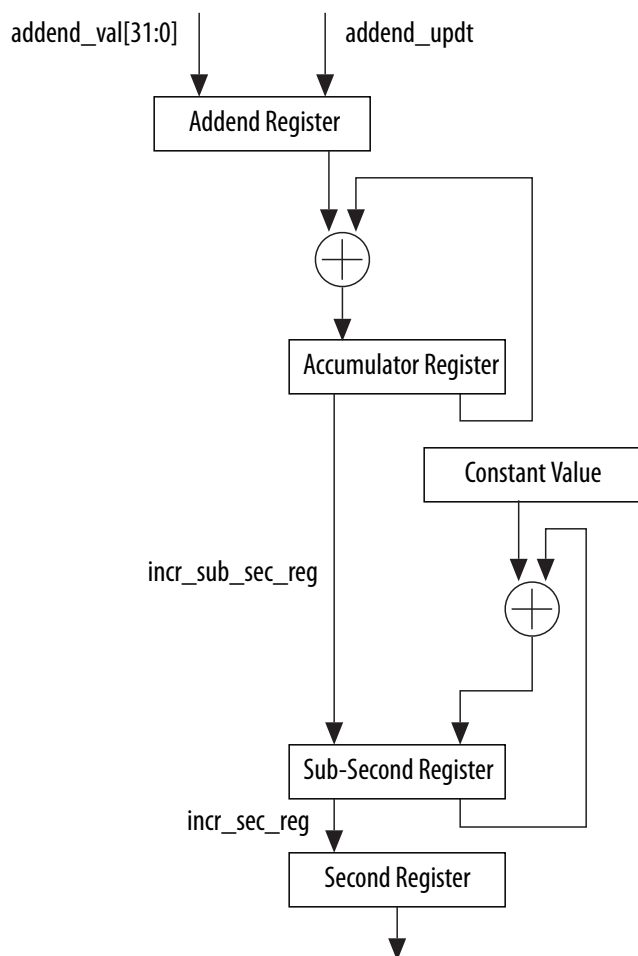 addend_val[31:0]
addend_updt
Addend Register
Accumulator Register
Constant Value
incr_sub_sec_reg
Sub-Second Register
incr_sec_reg
Second Register